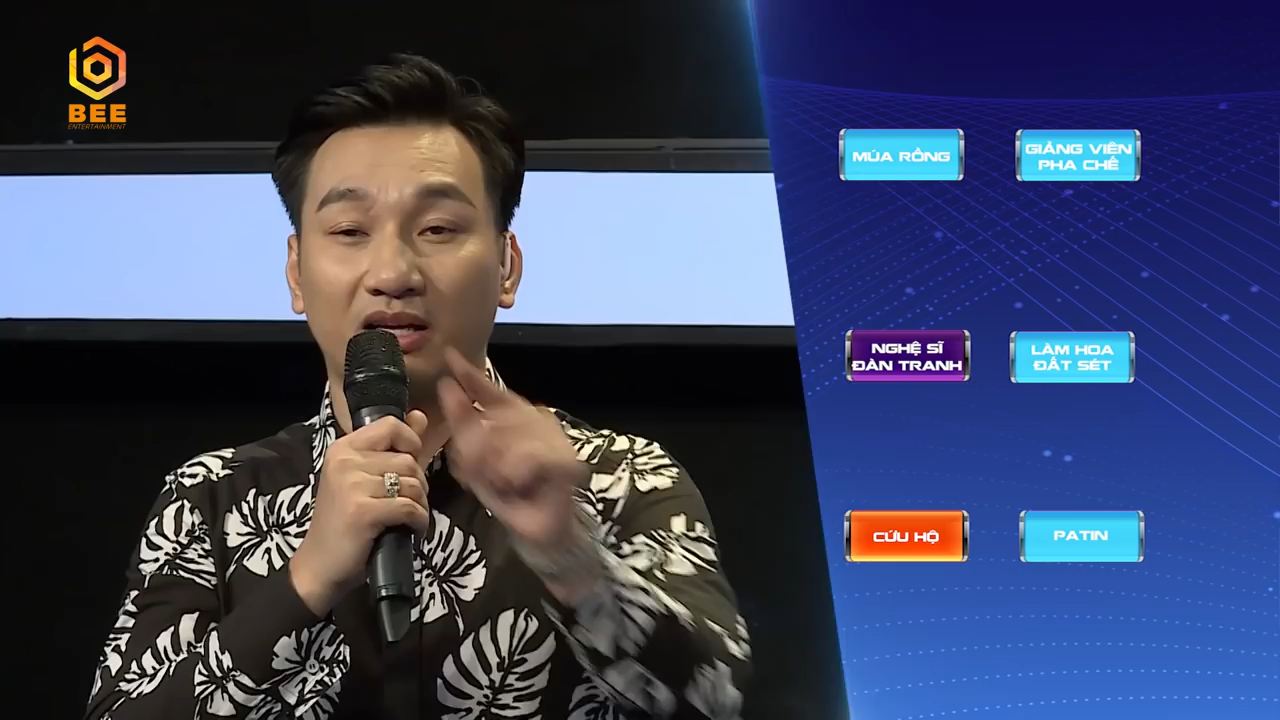 BEE
ENTERTAINMENT
MÚA RỒNG
GIẢNG VIÊN
PHA CHẾ
NGHỆ SĨ
ĐÀN TRANH
LÀM HOA
ĐẤT SÉT
CỨU HỘ
PATIN